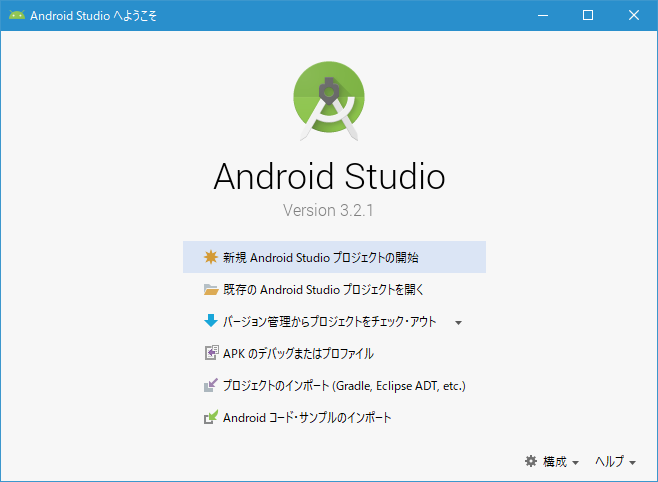 Android Studio へようこそ
Android Studio
Version 3.2.1
新規 Android Studio プロジェクトの開始
既存の Android Studio プロジェクトを開く
バージョン管理からプロジェクトをチェック・アウト
APK のデバッグまたはプロファイル
プロジェクトのインポート (Gradle, Eclipse ADT, etc.)
Android コード・サンプルのインポート
構成 ヘルプ